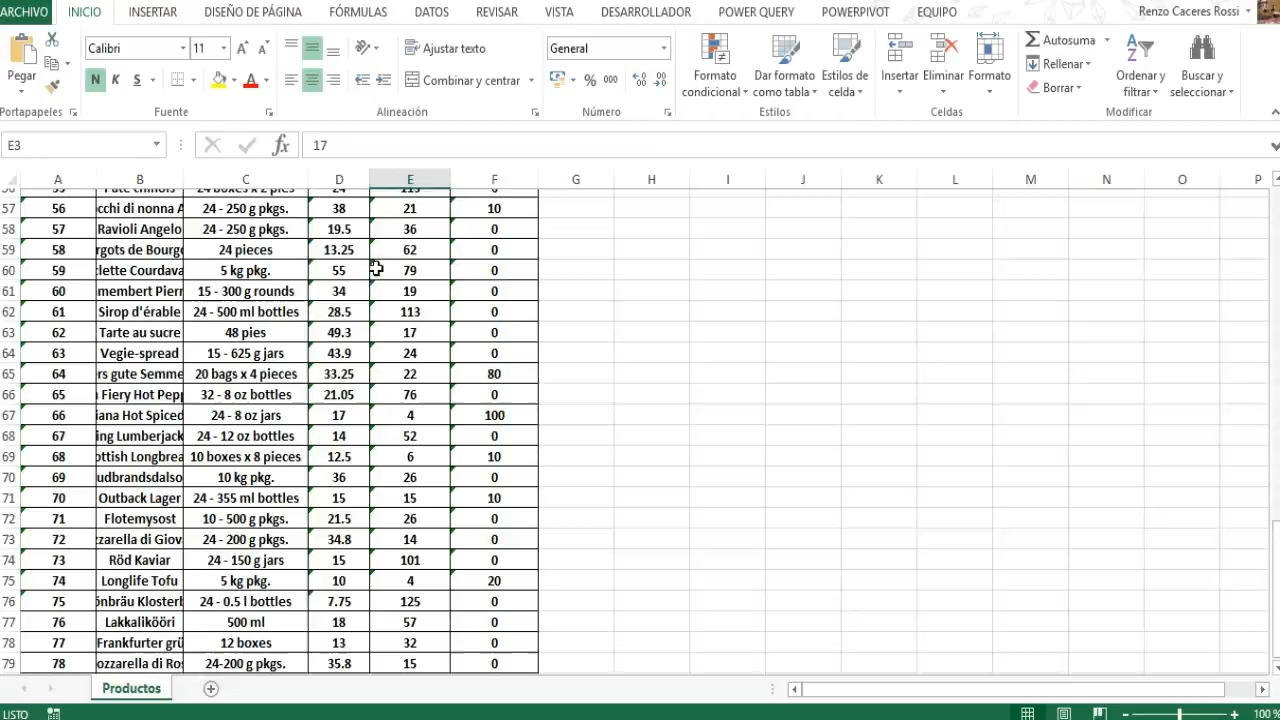 ARCHIVO INICIO INSERTAR DISEÑO DE PÁGINA FÓRMULAS DATOS REVISAR VISTA DESARROLLADOR POWER QUERY POWERPIVOT EQUIPO Renzo Caceres Rossi
Pegar Calibri 11 N K S Ajustar texto Combinar y centrar General % 000 Formato condicional Dar formato como tabla Estilos de celda Insertar Eliminar Formato Autosuma Rellenar Borrar Ordenar y filtrar Buscar y seleccionar
Portapapeles Fuente Alineación Número Estilos Celdas Modificar
E3 fx 17
A B C D E F G H I J K L M N O P
57 56 cchi di nonna A 24 - 250 g pkgs. 38 21 10
58 57 Ravioli Angelo 24 - 250 g pkgs. 19.5 36 0
59 58 rgots de Bourgo 24 pieces 13.25 62 0
60 59 clette Courdava 5 kg pkg. 55 79 0
61 60 membert Pierr 15 - 300 g rounds 34 19 0
62 61 Sirop d'érable 24 - 500 ml bottles 28.5 113 0
63 62 Tarte au sucre 48 pies 49.3 17 0
64 63 Vegie-spread 15 - 625 g jars 43.9 24 0
65 64 rs gute Semme 20 bags x 4 pieces 33.25 22 80
66 65 Fiery Hot Pepp 32 - 8 oz bottles 21.05 76 0
67 66 iana Hot Spiced 24 - 8 oz jars 17 4 100
68 67 ing Lumberjack 24 - 12 oz bottles 14 52 0
69 68 ottish Longbrea 10 boxes x 8 pieces 12.5 6 10
70 69 udbrandsdalso 10 kg pkg. 36 26 0
71 70 Outback Lager 24 - 355 ml bottles 15 15 10
72 71 Flotemysost 10 - 500 g pkgs. 21.5 26 0
73 72 zzarella di Giov 24 - 200 g pkgs. 34.8 14 0
74 73 Röd Kaviar 24 - 150 g jars 15 101 0
75 74 Longlife Tofu 5 kg pkg. 10 4 20
76 75 önbräu Klosterb 24 - 0.5 l bottles 7.75 125 0
77 76 Lakkalikööri 500 ml 18 57 0
78 77 Frankfurter grü 12 boxes 13 32 0
79 78 ozzarella di Ros 24-200 g pkgs. 35.8 15 0
Productos
LISTO 100 %